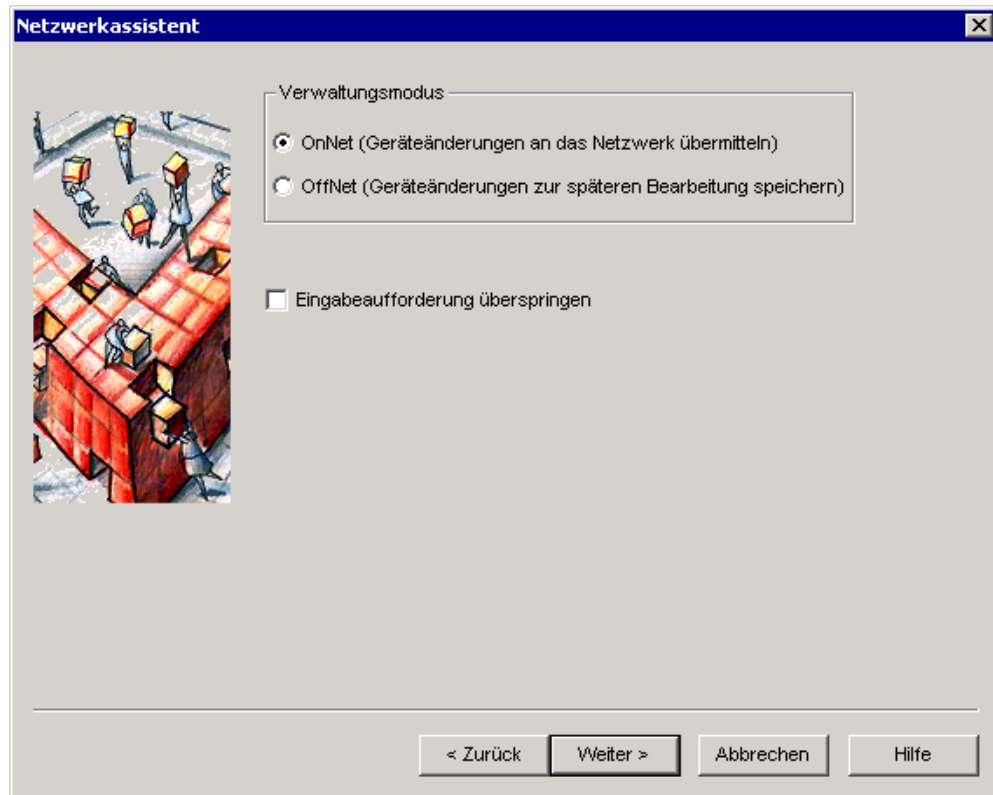 Netzwerkassistent
Verwaltungsmodus
OnNet (Geräteänderungen an das Netzwerk übermitteln)
OffNet (Geräteänderungen zur späteren Bearbeitung speichern)
Eingabeaufforderung überspringen
< Zurück
Weiter >
Abbrechen
Hilfe